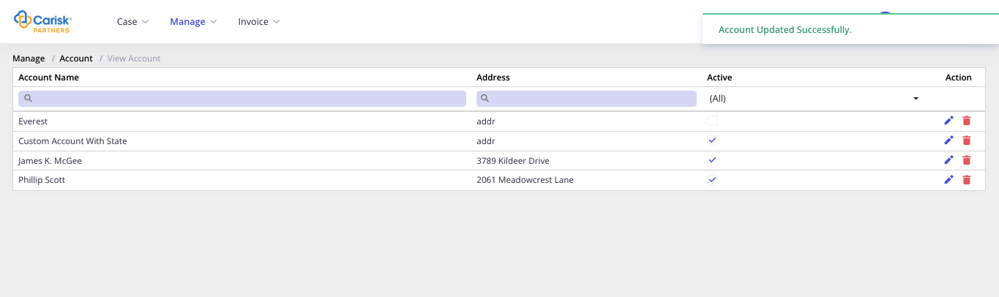 Carisk
PARTNERS
Case Manage Invoice
Account Updated Successfully.
Manage / Account / View Account
Account Name Address Active Action
(All)
Everest addr
Custom Account With State addr
James K. McGee 3789 Kildeer Drive
Phillip Scott 2061 Meadowcrest Lane